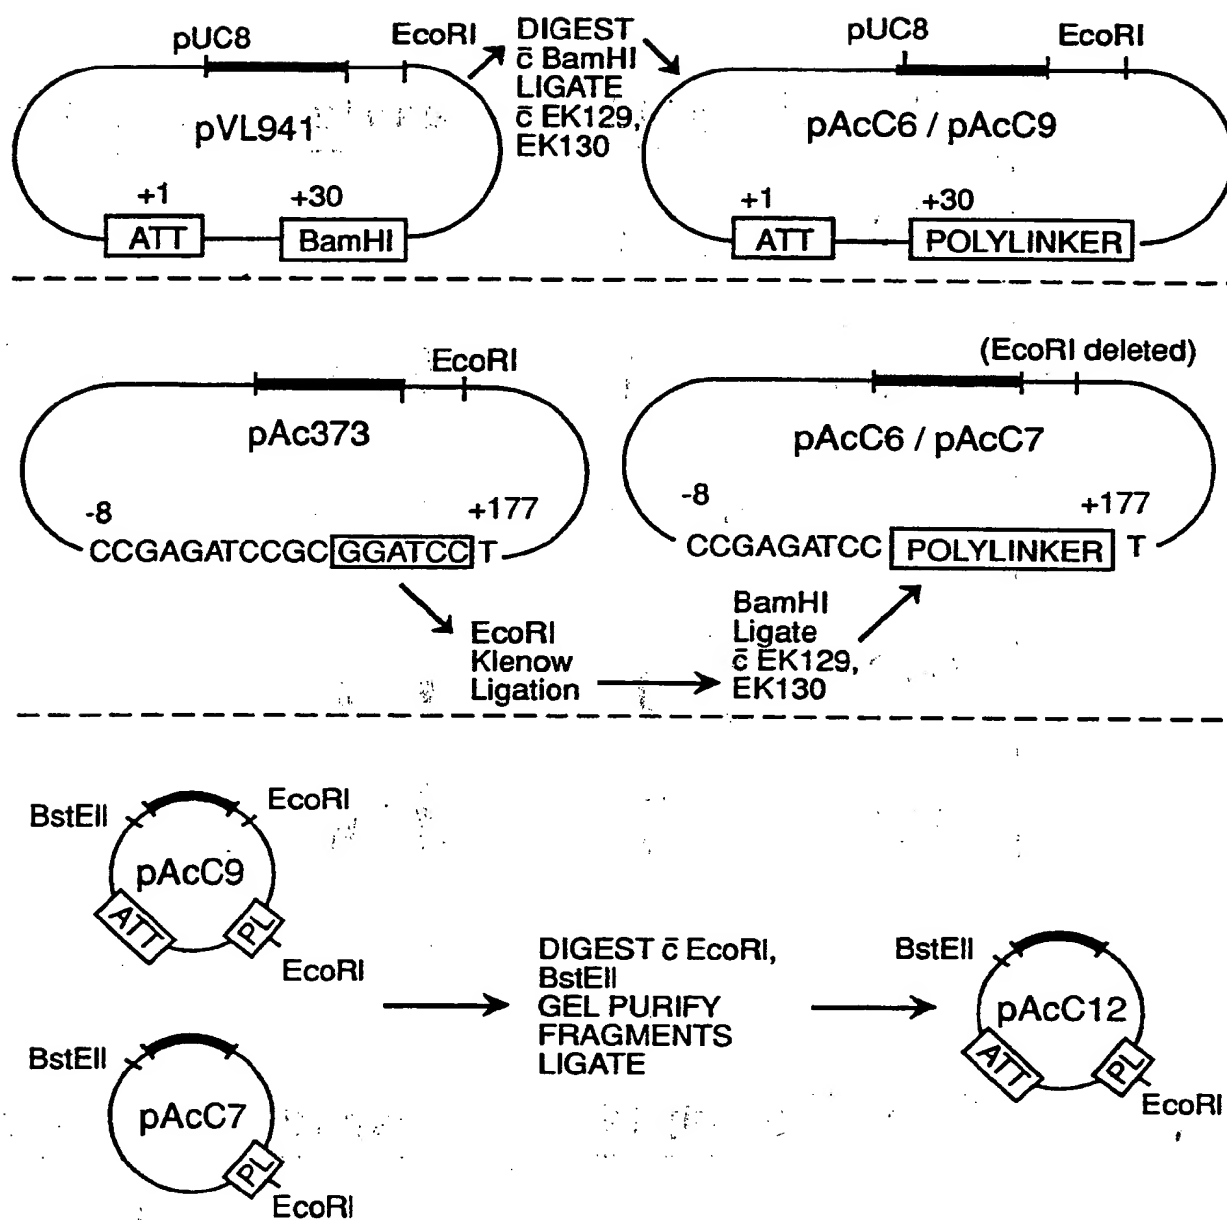 pUC8
EcoRI
DIGEST
c̄ BamHI
LIGATE
c̄ EK129,
EK130
pUC8
EcoRI
pVL941
pAcC6 / pAcC9
+1
+30
ATT
BamHI
+1
+30
ATT
POLYLINKER
EcoRI
(EcoRI deleted)
pAc373
pAcC6 / pAcC7
-8
+177
CCGAGATCCGC GGATCC T
-8
+177
CCGAGATCC POLYLINKER T
EcoRI
Klenow
Ligation
BamHI
Ligate
c̄ EK129,
EK130
BstEII
EcoRI
pAcC9
ATT
PL
EcoRI
BstEII
pAcC7
PL
EcoRI
DIGEST c̄ EcoRI,
BstEII
GEL PURIFY
FRAGMENTS
LIGATE
BstEII
pAcC12
ATT
PL
EcoRI